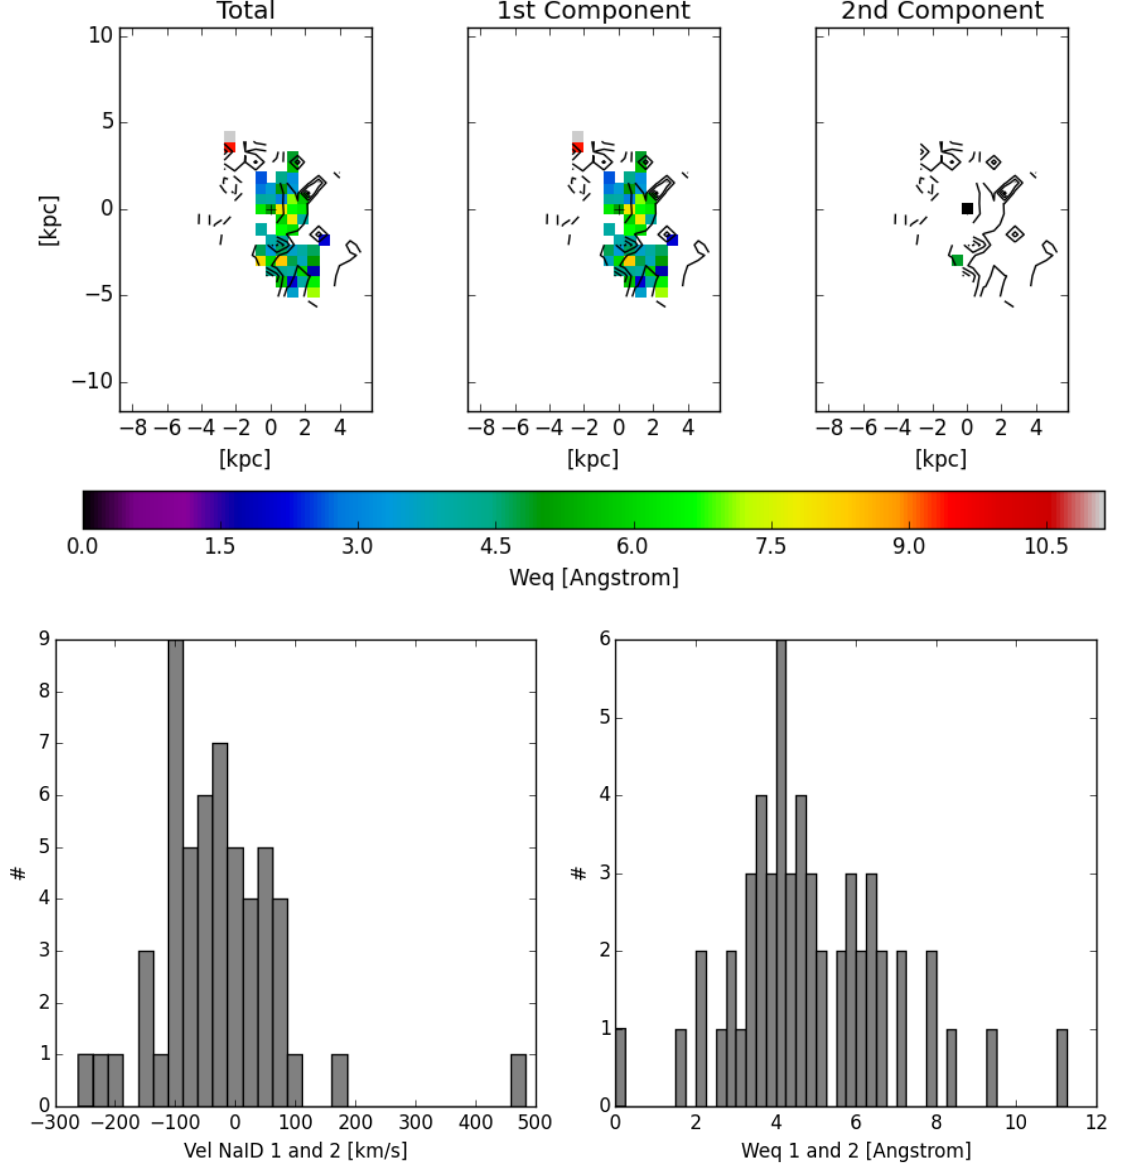 Total 1st Component 2nd Component
10
5
0
−5
−10
[kpc]
−8 −6 −4 −2 0 2 4 −8 −6 −4 −2 0 2 4 −8 −6 −4 −2 0 2 4
[kpc] [kpc] [kpc]
0.0 1.5 3.0 4.5 6.0 7.5 9.0 10.5
Weq [Angstrom]
9
8
7
6
5
4
3
2
1
0
#
−300 −200 −100 0 100 200 300 400 500
Vel NaID 1 and 2 [km/s]
6
5
4
3
2
1
0
#
0 2 4 6 8 10 12
Weq 1 and 2 [Angstrom]